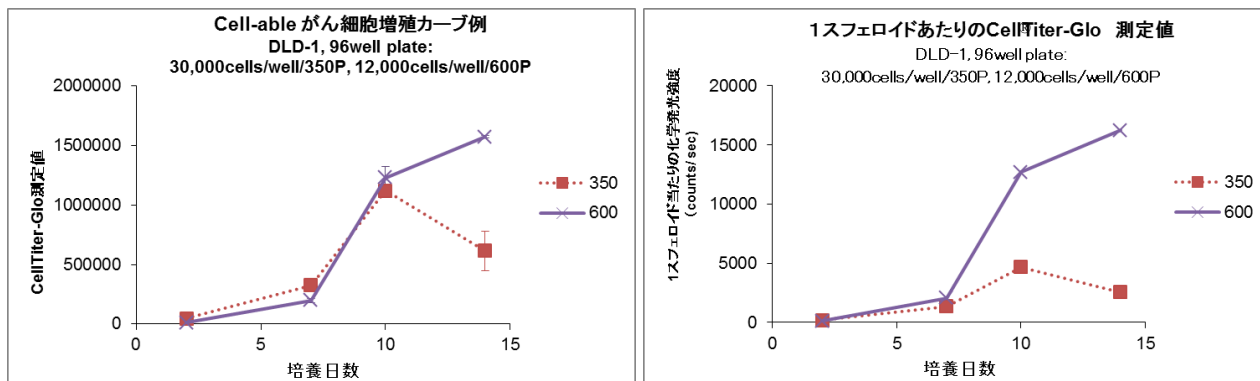 Cell-able がん細胞増殖カーブ例
DLD-1, 96well plate:
30,000cells/well/350P, 12,000cells/well/600P
CellTiter-Glo測定値
2000000
1500000
1000000
500000
0
0
5
10
15
培養日数
350
600
1スフェロイドあたりのCellTiter-Glo 測定値
DLD-1, 96well plate:
30,000cells/well/350P, 12,000cells/well/600P
1スフェロイド当たりの化学発光強度
(counts/sec)
20000
15000
10000
5000
0
0
5
10
15
培養日数
350
600